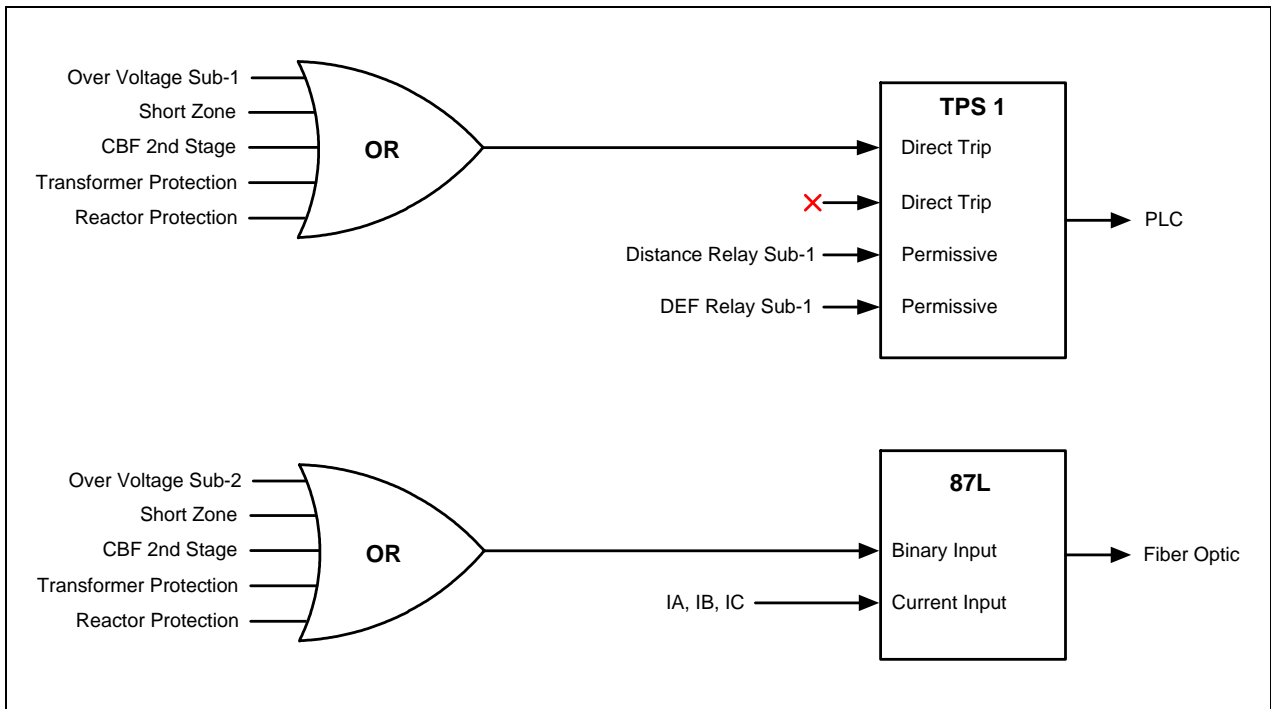 Over Voltage Sub-1
Short Zone
CBF 2nd Stage
Transformer Protection
Reactor Protection
OR
TPS 1
Direct Trip
Direct Trip
Distance Relay Sub-1
Permissive
DEF Relay Sub-1
Permissive
PLC
Over Voltage Sub-2
Short Zone
CBF 2nd Stage
Transformer Protection
Reactor Protection
OR
87L
Binary Input
IA, IB, IC
Current Input
Fiber Optic